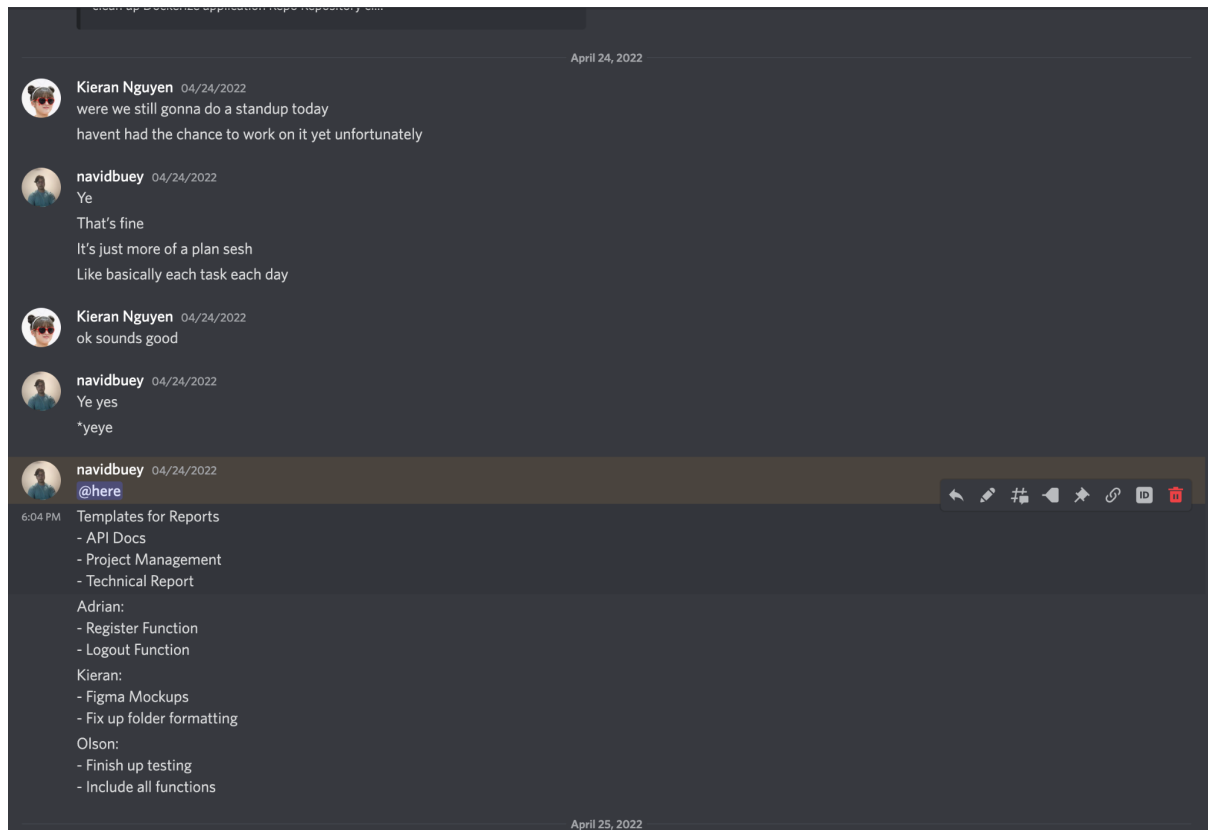 April 24, 2022
Kieran Nguyen 04/24/2022
were we still gonna do a standup today
havent had the chance to work on it yet unfortunately
navidbuey 04/24/2022
Ye
That's fine
It's just more of a plan sesh
Like basically each task each day
Kieran Nguyen 04/24/2022
ok sounds good
navidbuey 04/24/2022
Ye yes
*yeye
navidbuey 04/24/2022
@here
ID
6:04 PM Templates for Reports
- API Docs
- Project Management
- Technical Report
Adrian:
- Register Function
- Logout Function
Kieran:
- Figma Mockups
- Fix up folder formatting
Olson:
- Finish up testing
- Include all functions
April 25, 2022